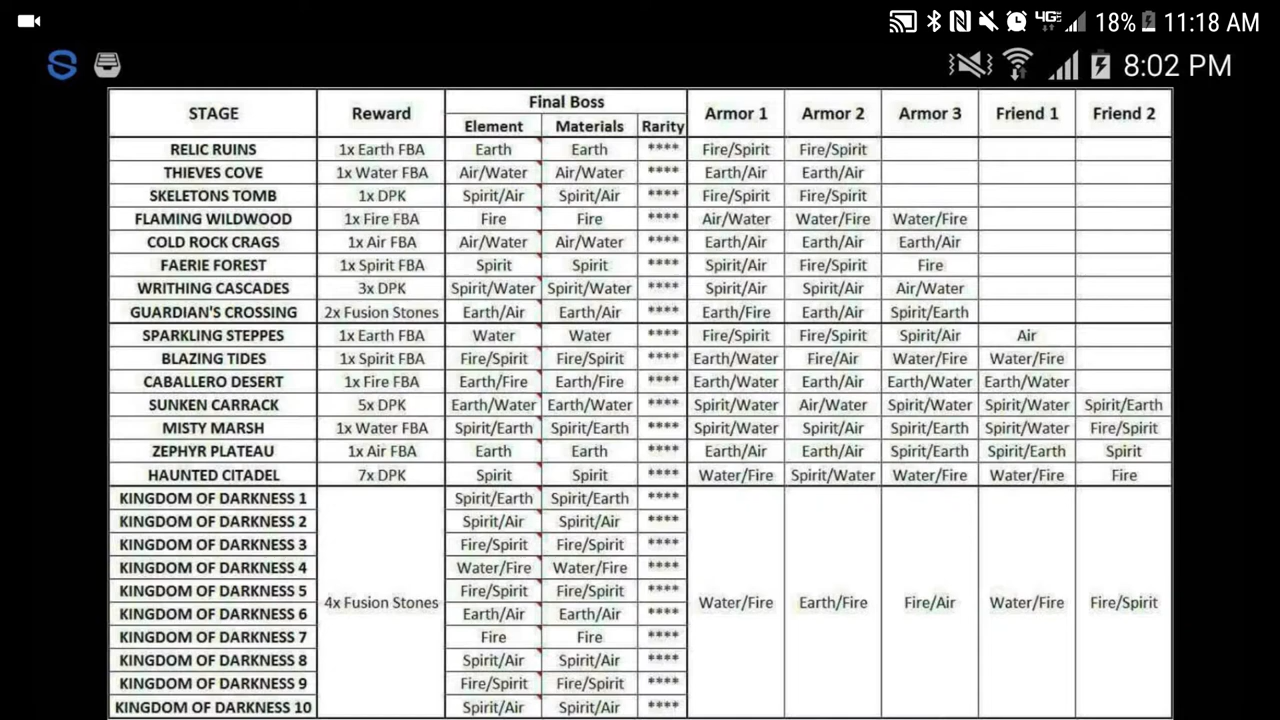 4GE 18% 11:18 AM
8:02 PM
STAGE Reward Final Boss Armor 1 Armor 2 Armor 3 Friend 1 Friend 2
Element Materials Rarity
RELIC RUINS 1x Earth FBA Earth Earth **** Fire/Spirit Fire/Spirit
THIEVES COVE 1x Water FBA Air/Water Air/Water **** Earth/Air Earth/Air
SKELETONS TOMB 1x DPK Spirit/Air Spirit/Air **** Fire/Spirit Fire/Spirit
FLAMING WILDWOOD 1x Fire FBA Fire Fire **** Air/Water Water/Fire Water/Fire
COLD ROCK CRAGS 1x Air FBA Air/Water Air/Water **** Earth/Air Earth/Air Earth/Air
FAERIE FOREST 1x Spirit FBA Spirit Spirit **** Spirit/Air Fire/Spirit Fire
WRITHING CASCADES 3x DPK Spirit/Water Spirit/Water **** Spirit/Air Spirit/Air Air/Water
GUARDIAN'S CROSSING 2x Fusion Stones Earth/Air Earth/Air **** Earth/Fire Earth/Air Spirit/Earth
SPARKLING STEPPES 1x Earth FBA Water Water **** Fire/Spirit Fire/Spirit Spirit/Air Air
BLAZING TIDES 1x Spirit FBA Fire/Spirit Fire/Spirit **** Earth/Water Fire/Air Water/Fire Water/Fire
CABALLERO DESERT 1x Fire FBA Earth/Fire Earth/Fire **** Earth/Water Earth/Air Earth/Water Earth/Water
SUNKEN CARRACK 5x DPK Earth/Water Earth/Water **** Spirit/Water Air/Water Spirit/Water Spirit/Water Spirit/Earth
MISTY MARSH 1x Water FBA Spirit/Earth Spirit/Earth **** Spirit/Water Spirit/Air Spirit/Earth Spirit/Water Fire/Spirit
ZEPHYR PLATEAU 1x Air FBA Earth Earth **** Earth/Air Earth/Air Spirit/Earth Spirit/Earth Spirit
HAUNTED CITADEL 7x DPK Spirit Spirit **** Water/Fire Spirit/Water Water/Fire Water/Fire Fire
KINGDOM OF DARKNESS 1 Spirit/Earth Spirit/Earth ****
KINGDOM OF DARKNESS 2 Spirit/Air Spirit/Air ****
KINGDOM OF DARKNESS 3 Fire/Spirit Fire/Spirit ****
KINGDOM OF DARKNESS 4 Water/Fire Water/Fire ****
KINGDOM OF DARKNESS 5 Fire/Spirit Fire/Spirit ****
4x Fusion Stones Water/Fire Earth/Fire Fire/Air Water/Fire Fire/Spirit
KINGDOM OF DARKNESS 6 Earth/Air Earth/Air ****
KINGDOM OF DARKNESS 7 Fire Fire ****
KINGDOM OF DARKNESS 8 Spirit/Air Spirit/Air ****
KINGDOM OF DARKNESS 9 Fire/Spirit Fire/Spirit ****
KINGDOM OF DARKNESS 10 Spirit/Air Spirit/Air ****